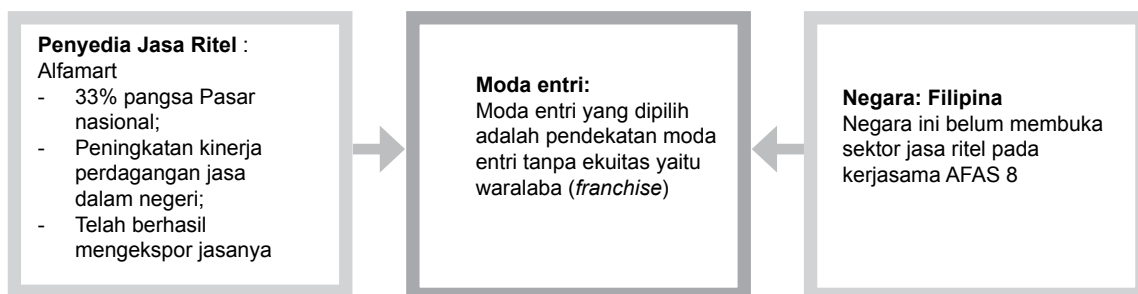 Penyedia Jasa Ritel :
Alfamart
- 33% pangsa Pasar
nasional;
- Peningkatan kinerja
perdagangan jasa
dalam negeri;
- Telah berhasil
mengekspor jasanya
Moda entri:
Moda entri yang dipilih
adalah pendekatan moda
entri tanpa ekuitas yaitu
waralaba (franchise)
Negara: Filipina
Negara ini belum membuka
sektor jasa ritel pada
kerjasama AFAS 8